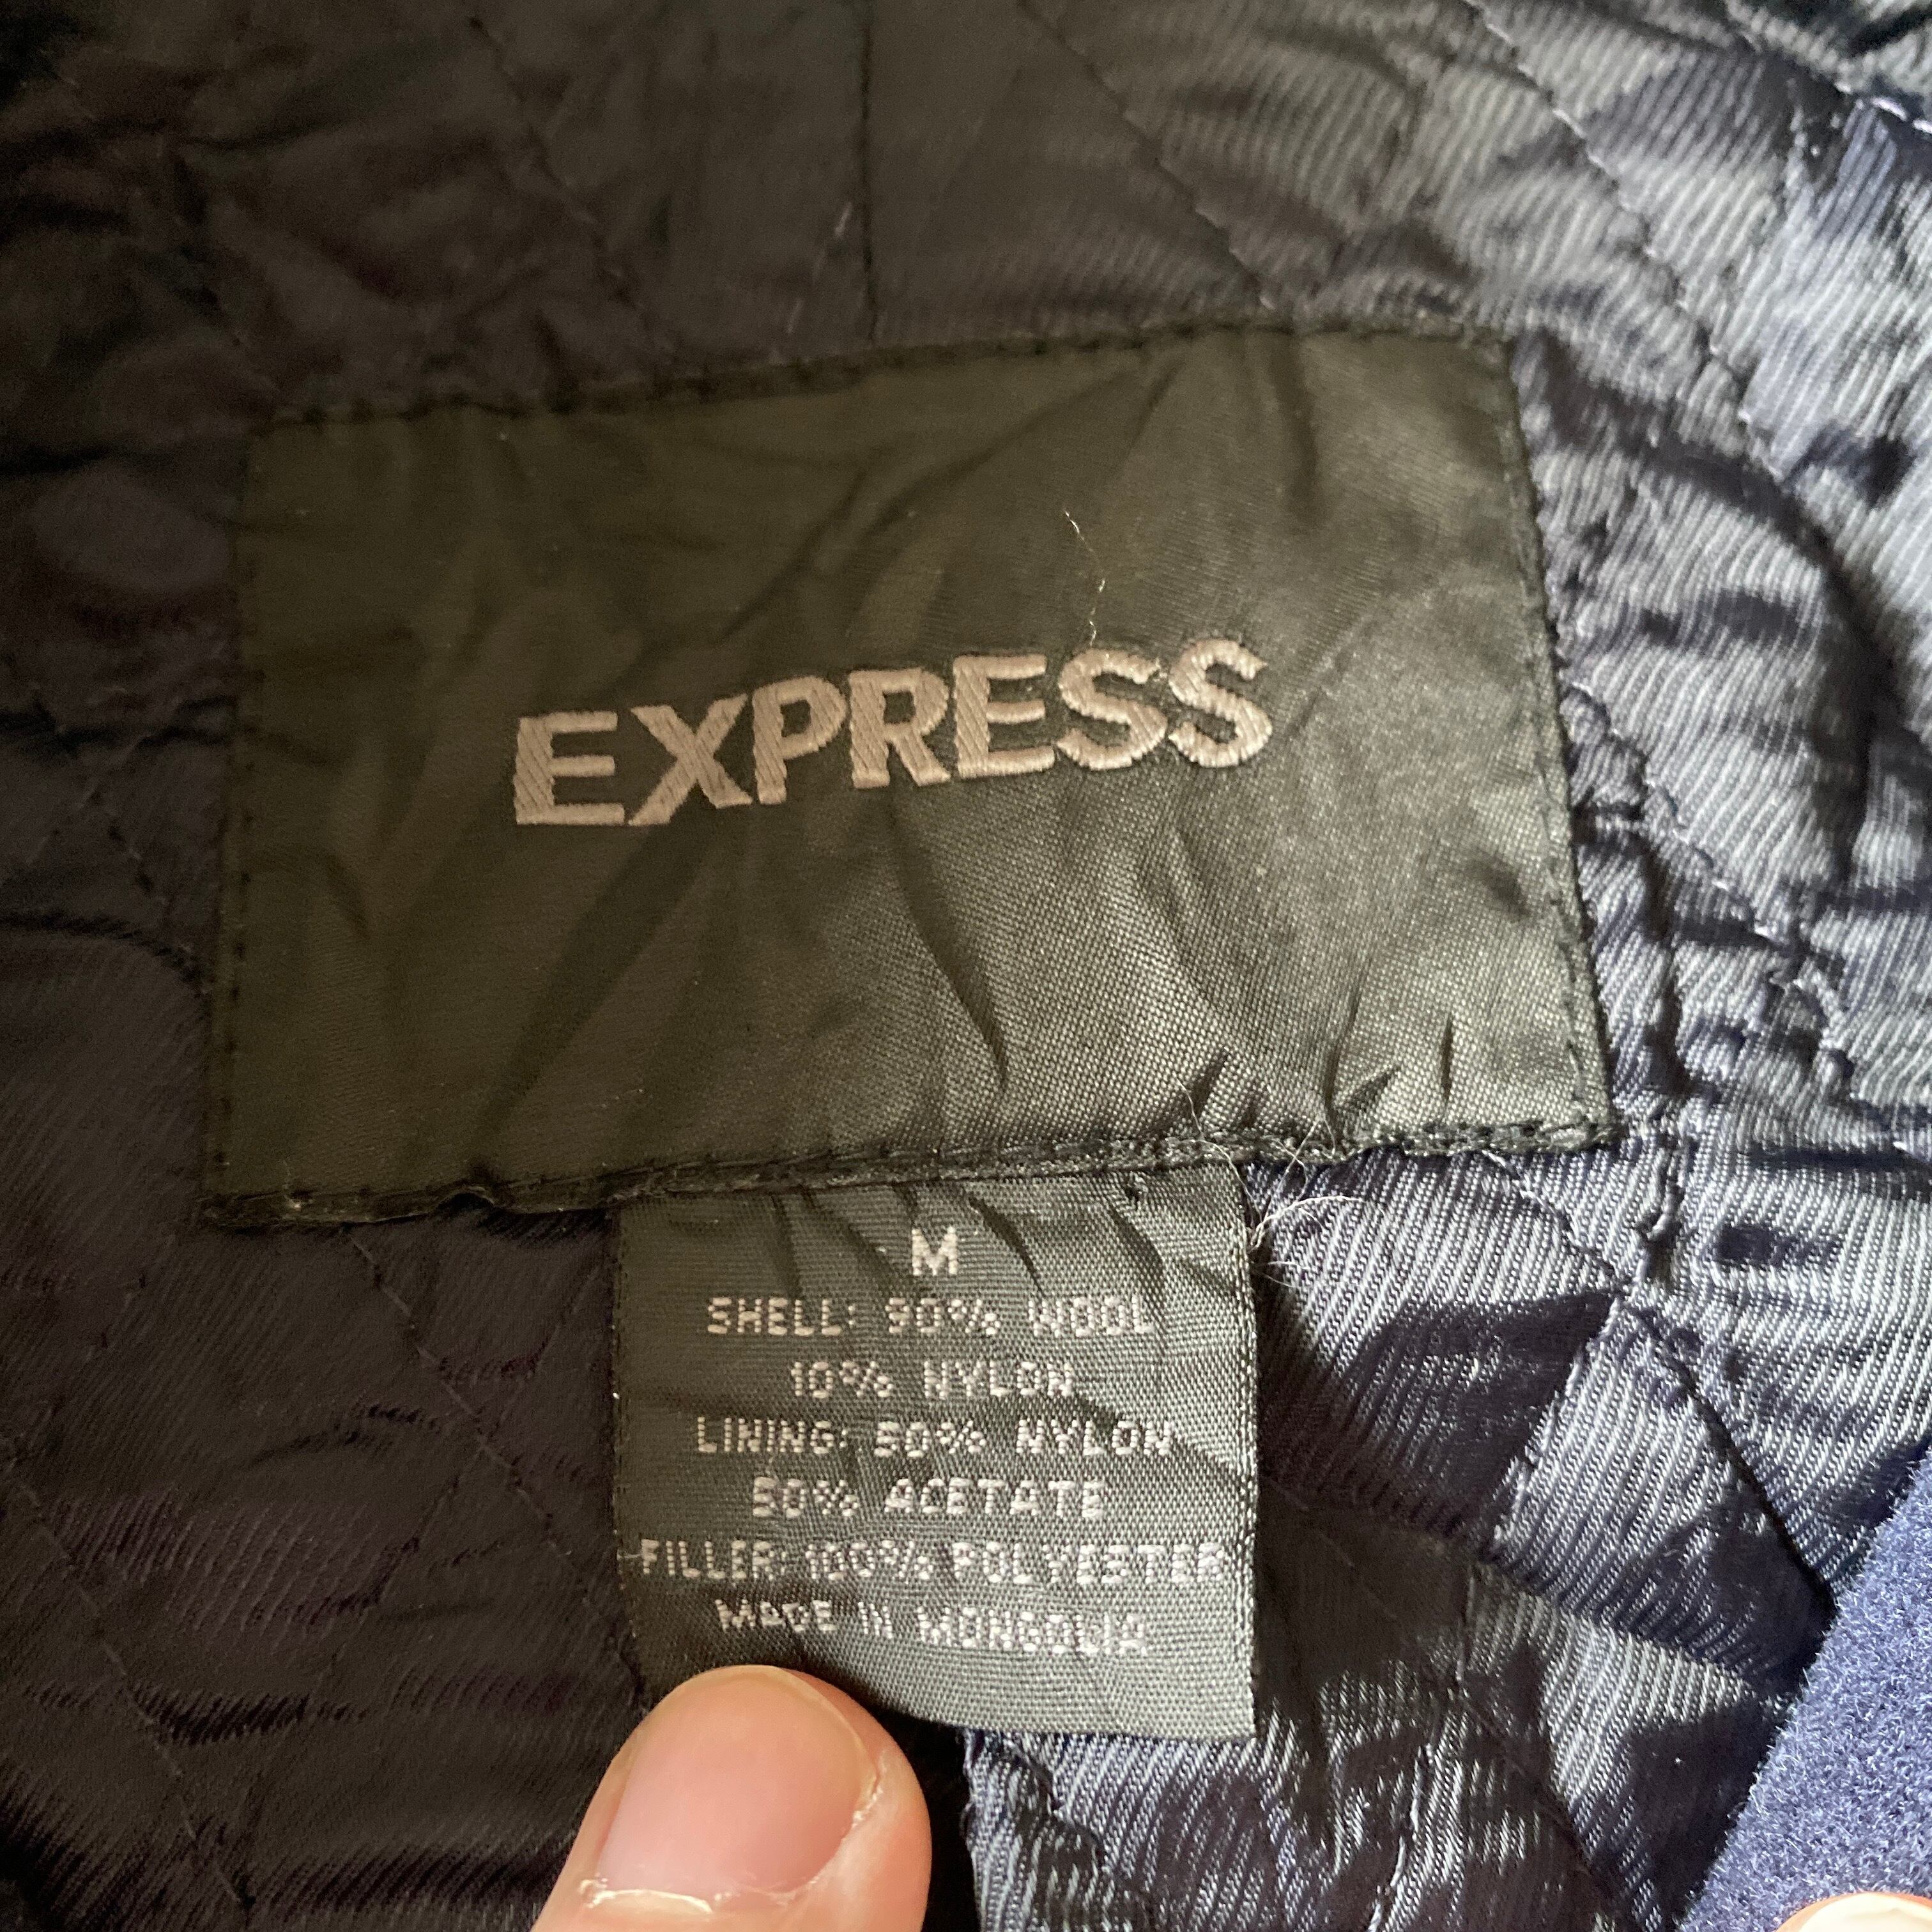 EXPRESS
M
SHELL: 90% WOOL
10% NYLON
LINING: 50% NYLON
50% ACETATE
FILLER: 100% POLYESTER
MADE IN MONGOLIA